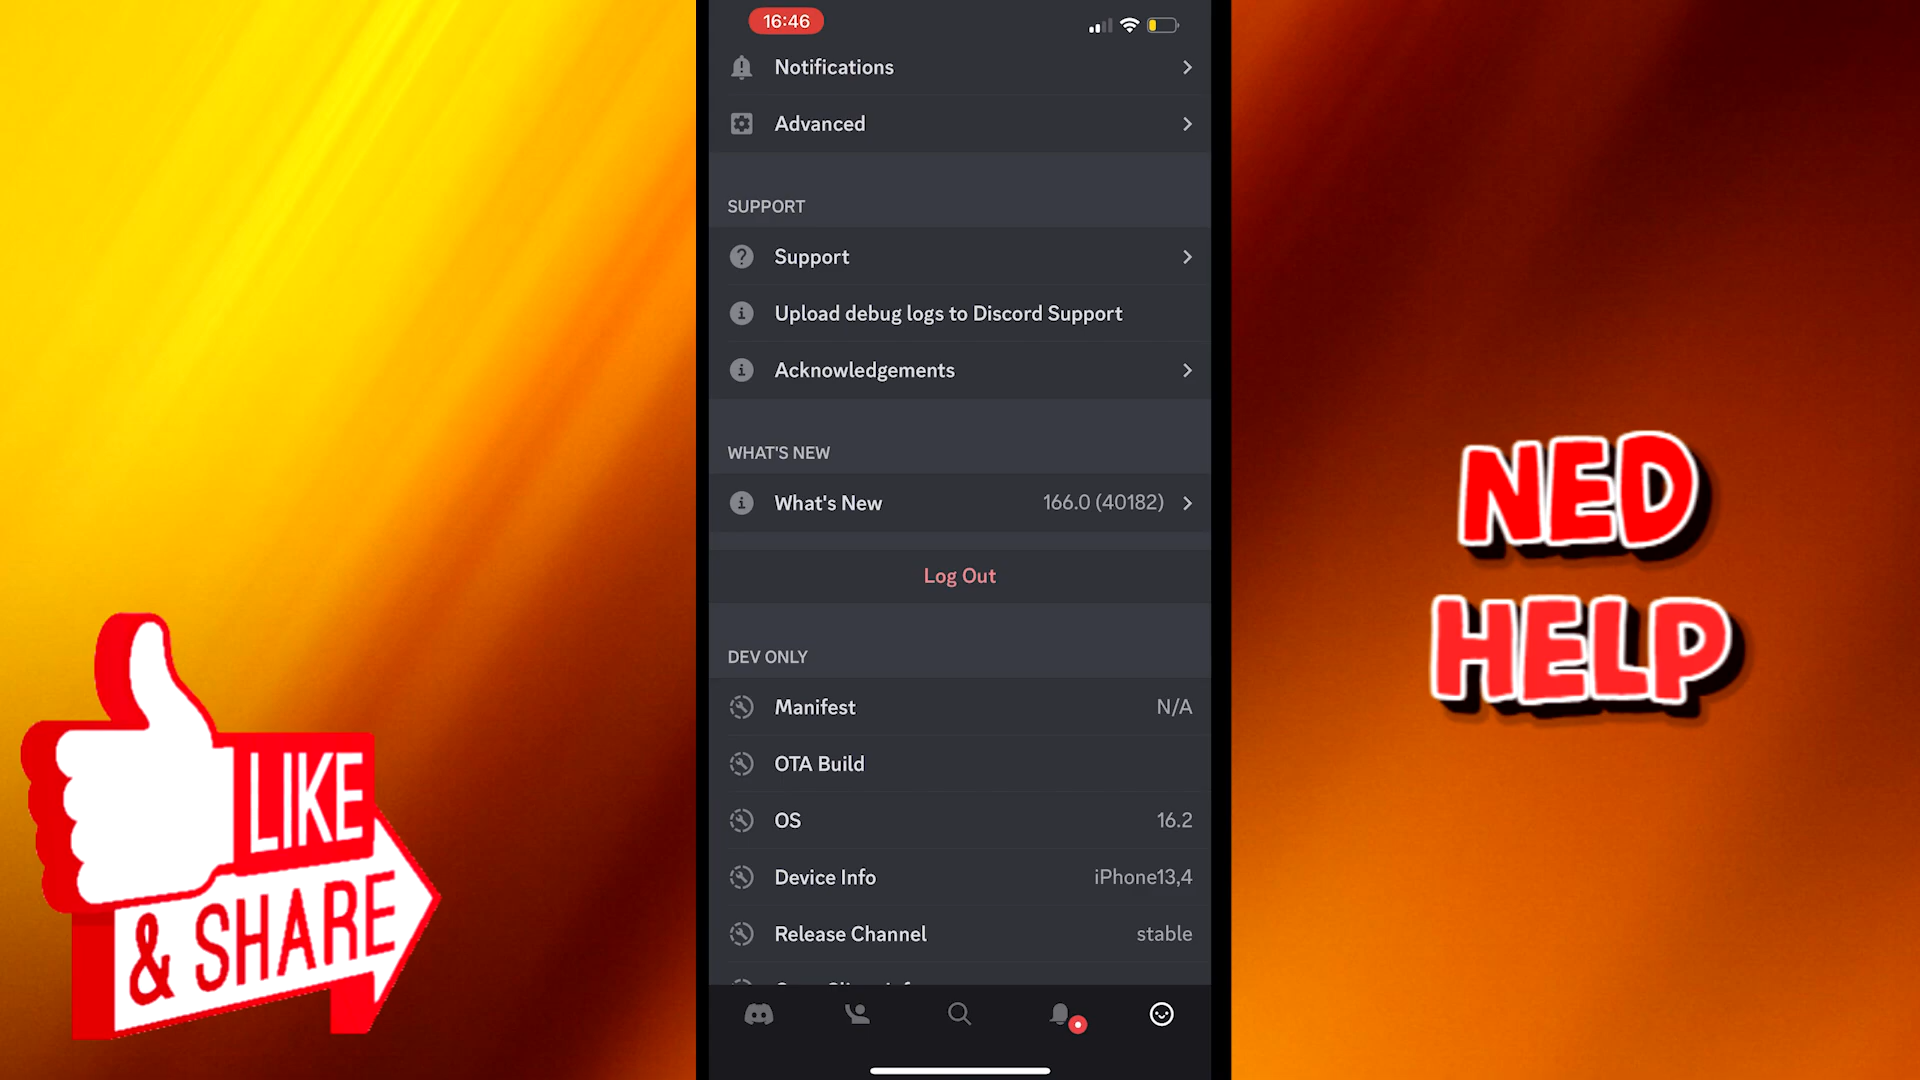 16:46
Notifications
Advanced
SUPPORT
Support
Upload debug logs to Discord Support
Acknowledgements
WHAT'S NEW
What's New 166.0 (40182)
Log Out
DEV ONLY
Manifest N/A
OTA Build
OS 16.2
Device Info iPhone13,4
Release Channel stable
LIKE
& SHARE
NED
HELP